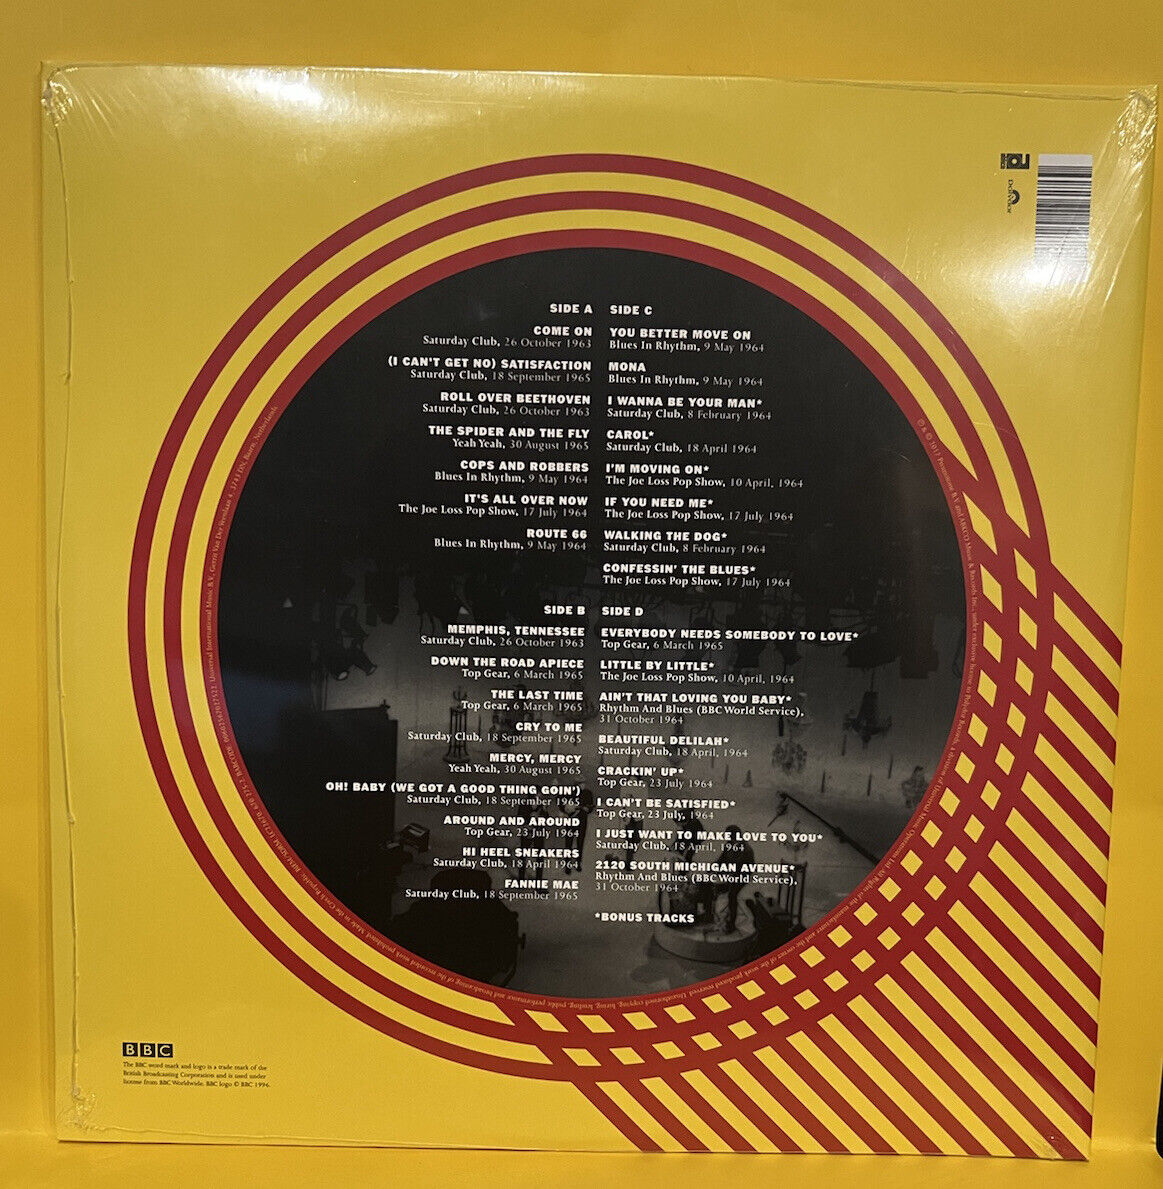 SIDE A
COME ON
Saturday Club, 26 October 1963
(I CAN'T GET NO) SATISFACTION
Saturday Club, 18 September 1965
ROLL OVER BEETHOVEN
Saturday Club, 26 October 1963
THE SPIDER AND THE FLY
Yeah Yeah, 30 August 1965
COPS AND ROBBERS
Blues In Rhythm, 9 May 1964
IT'S ALL OVER NOW
The Joe Loss Pop Show, 17 July 1964
ROUTE 66
Blues In Rhythm, 9 May 1964
SIDE B
MEMPHIS, TENNESSEE
Saturday Club, 26 October 1963
DOWN THE ROAD APIECE
Top Gear, 6 March 1965
THE LAST TIME
Top Gear, 6 March 1965
CRY TO ME
Saturday Club, 18 September 1965
MERCY, MERCY
Yeah Yeah, 30 August 1965
OH! BABY (WE GOT A GOOD THING GOIN')
Saturday Club, 18 September 1965
AROUND AND AROUND
Top Gear, 23 July 1964
HI HEEL SNEAKERS
Saturday Club, 18 April 1964
FANNIE MAE
Saturday Club, 18 September 1965
SIDE C
YOU BETTER MOVE ON
Blues In Rhythm, 9 May 1964
MONA
Blues In Rhythm, 9 May 1964
I WANNA BE YOUR MAN*
Saturday Club, 8 February 1964
CAROL*
Saturday Club, 18 April 1964
I'M MOVING ON*
The Joe Loss Pop Show, 10 April, 1964
IF YOU NEED ME*
The Joe Loss Pop Show, 17 July 1964
WALKING THE DOG*
Saturday Club, 8 February 1964
CONFESSIN' THE BLUES*
The Joe Loss Pop Show, 17 July 1964
SIDE D
EVERYBODY NEEDS SOMEBODY TO LOVE*
Top Gear, 6 March 1965
LITTLE BY LITTLE*
The Joe Loss Pop Show, 10 April, 1964
AIN'T THAT LOVING YOU BABY*
Rhythm And Blues (BBC World Service),
31 October 1964
BEAUTIFUL DELILAH*
Saturday Club, 18 April, 1964
CRACKIN' UP*
Top Gear, 23 July 1964
I CAN'T BE SATISFIED*
Top Gear, 23 July, 1964
I JUST WANT TO MAKE LOVE TO YOU*
Saturday Club, 18 April, 1964
2120 SOUTH MICHIGAN AVENUE*
Rhythm And Blues (BBC World Service),
31 October 1964
*BONUS TRACKS
Polydor
BBC
The BBC word mark and logo is a trade mark of the
British Broadcasting Corporation and is used under
license from BBC Worldwide. BBC logo © BBC 1996.